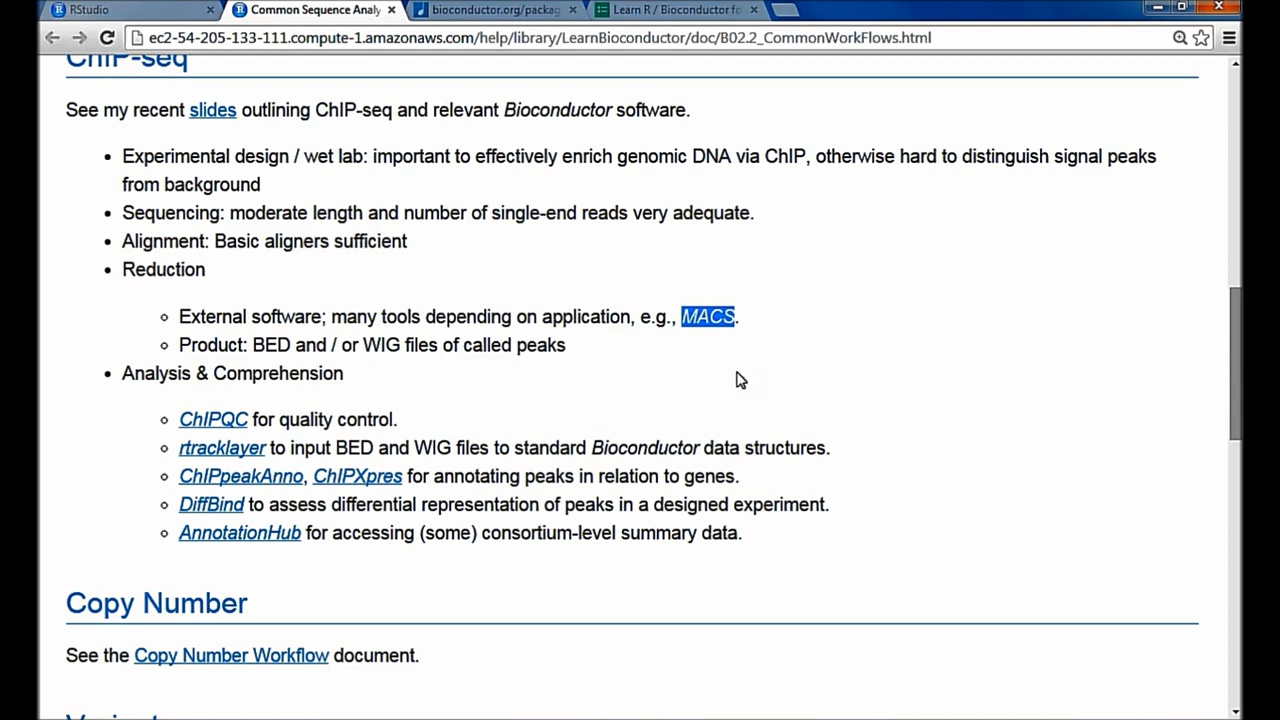 RStudio
Common Sequence Analy
bioconductor.org/packag
Learn R / Bioconductor fo
ec2-54-205-133-111.compute-1.amazonaws.com/help/library/LearnBioconductor/doc/B02.2_CommonWorkFlows.html
ChIP-seq
See my recent slides outlining ChIP-seq and relevant Bioconductor software.
• Experimental design / wet lab: important to effectively enrich genomic DNA via ChIP, otherwise hard to distinguish signal peaks
from background
• Sequencing: moderate length and number of single-end reads very adequate.
• Alignment: Basic aligners sufficient
• Reduction
External software; many tools depending on application, e.g., MACS.
Product: BED and / or WIG files of called peaks
• Analysis & Comprehension
ChIPQC for quality control.
rtracklayer to input BED and WIG files to standard Bioconductor data structures.
ChIPpeakAnno, ChIPXpres for annotating peaks in relation to genes.
DiffBind to assess differential representation of peaks in a designed experiment.
AnnotationHub for accessing (some) consortium-level summary data.
Copy Number
See the Copy Number Workflow document.